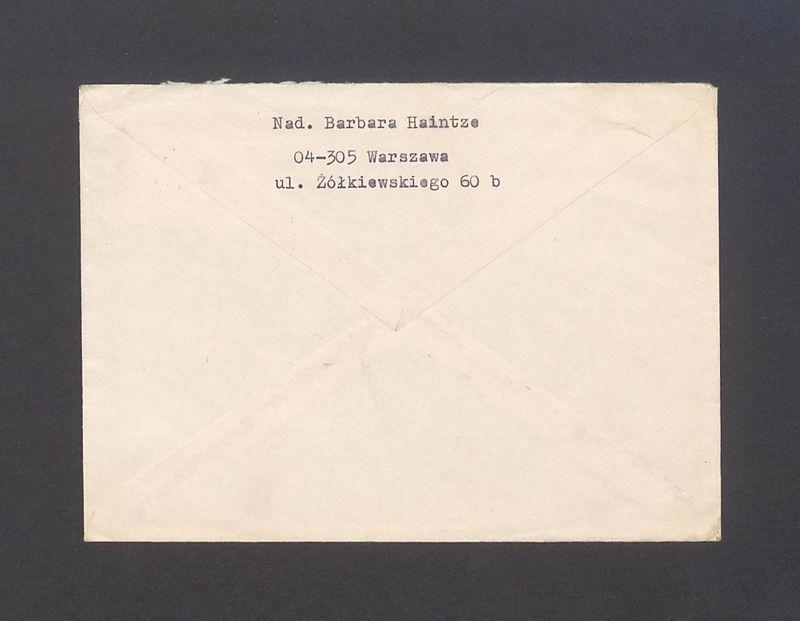 Nad. Barbara Haintze
04-305 Warszawa
ul. Żółkiewskiego 60 b